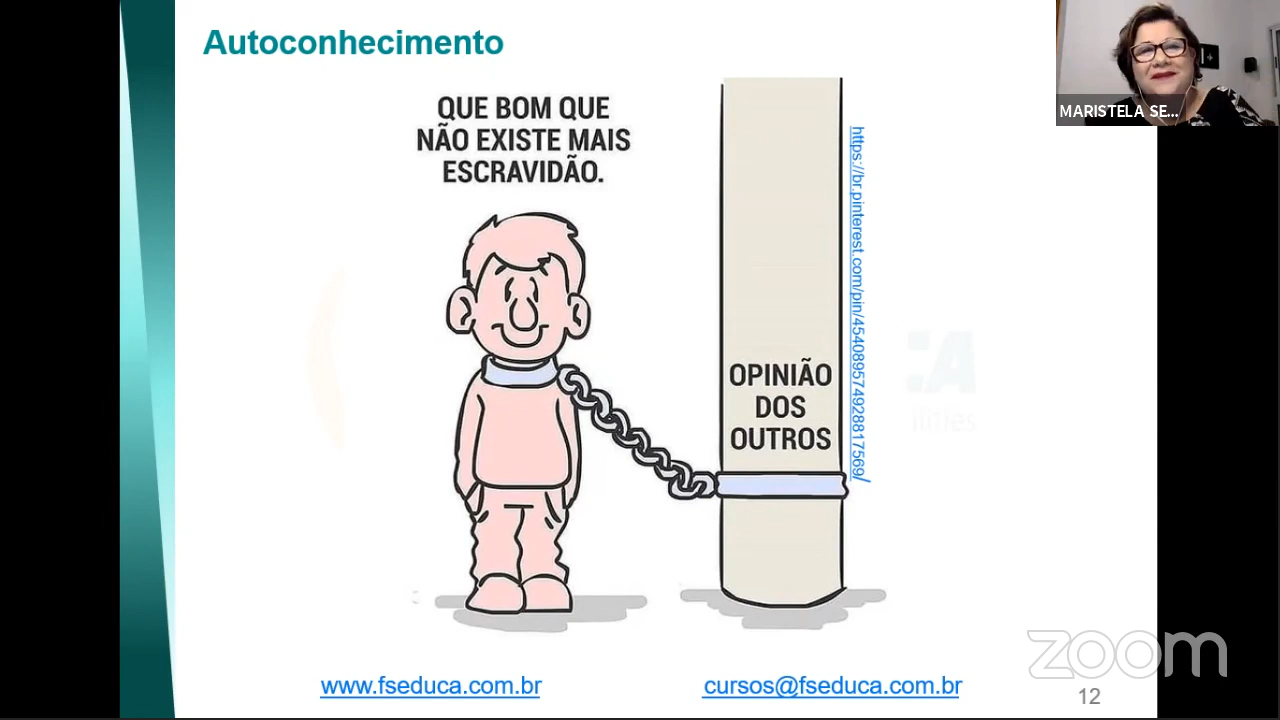 Autoconhecimento
MARISTELA SE...
QUE BOM QUE
NÃO EXISTE MAIS
ESCRAVIDÃO.
https://br.pinterest.com/pin/454089574928817569/
OPINIÃO
DOS
OUTROS
zoom
www.fseduca.com.br
cursos@fseduca.com.br
12